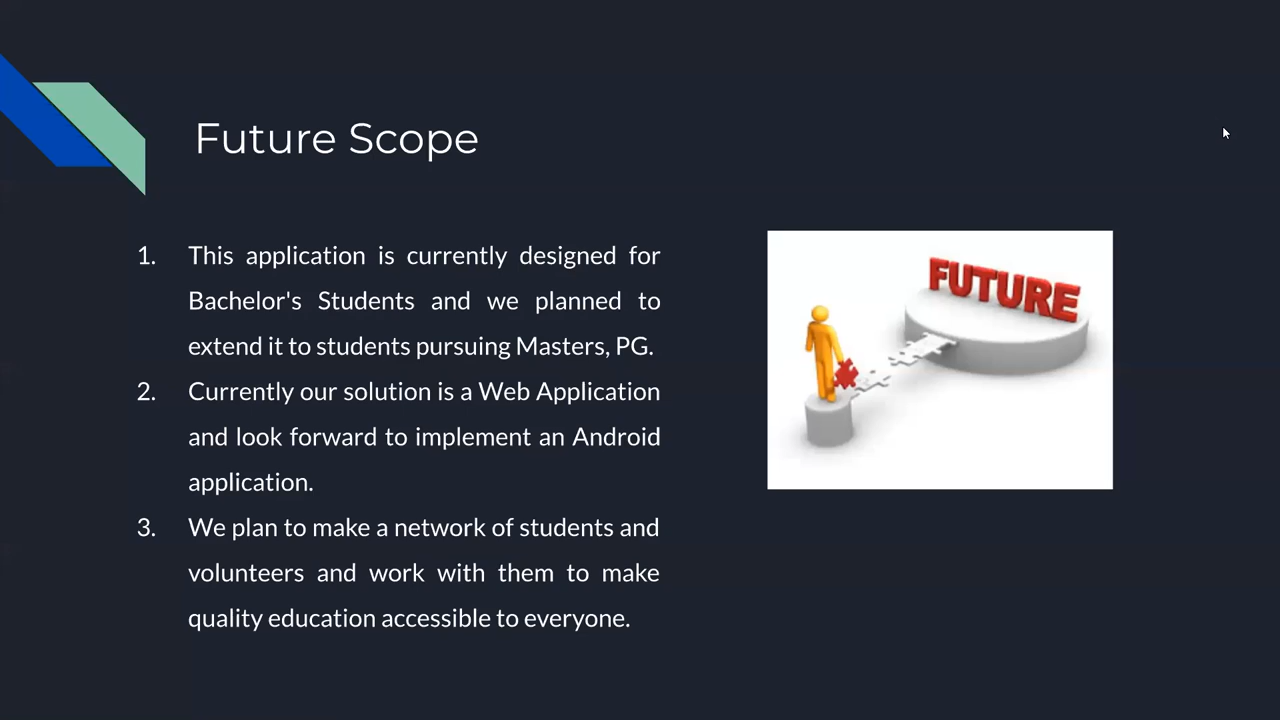 Future Scope
1. This application is currently designed for
Bachelor's Students and we planned to
extend it to students pursuing Masters, PG.
2. Currently our solution is a Web Application
and look forward to implement an Android
application.
3. We plan to make a network of students and
volunteers and work with them to make
quality education accessible to everyone.
FUTURE